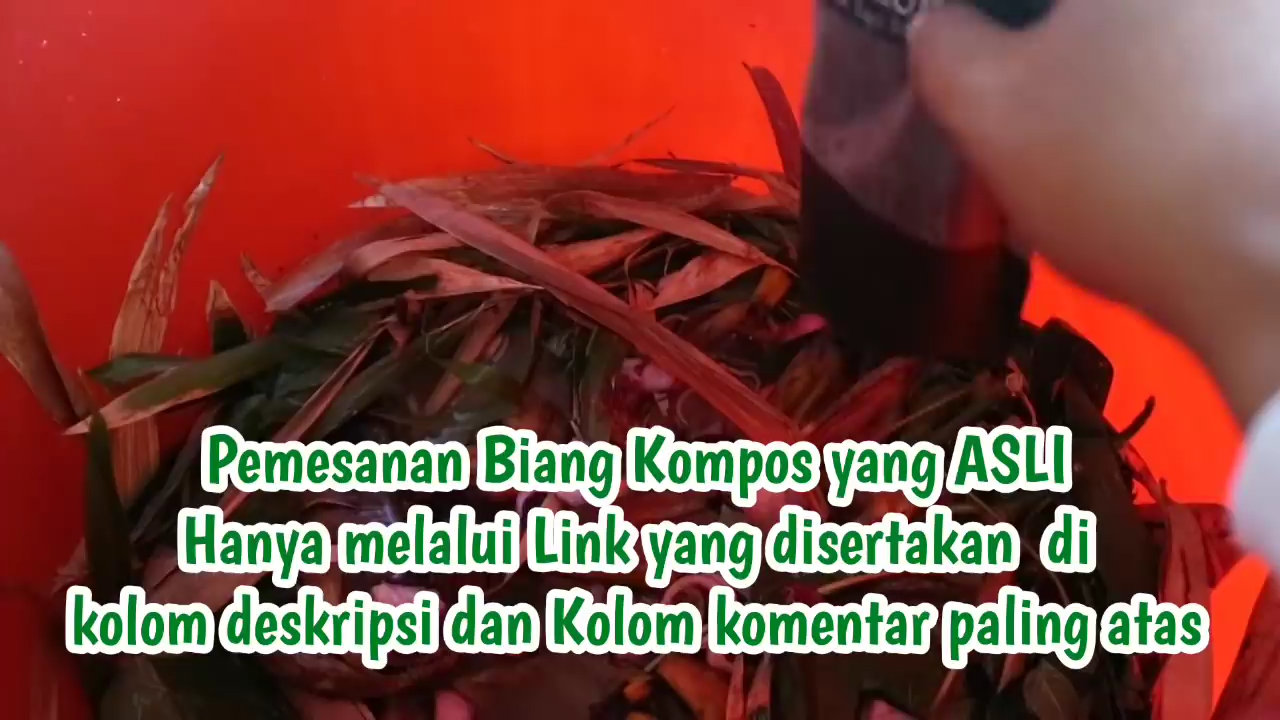 Pemesanan Biang Kompos yang ASLI
Hanya melalui Link yang disertakan di
kolom deskripsi dan Kolom komentar paling atas